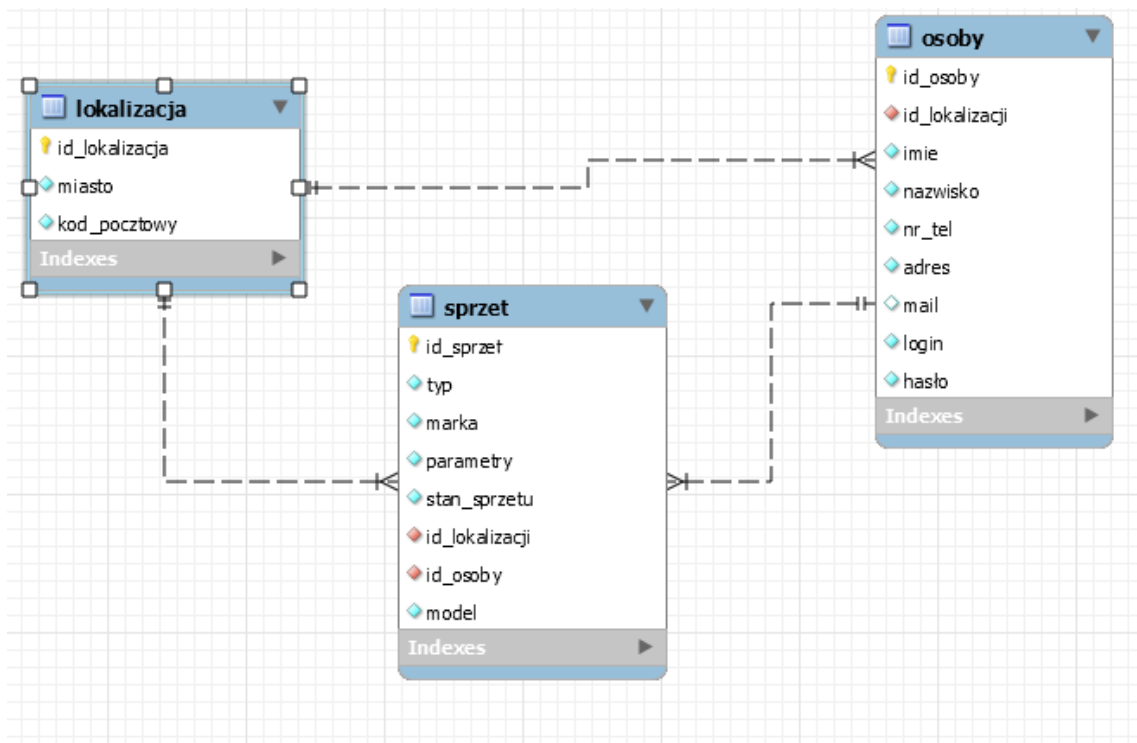 lokalizacja
id_lokalizacja
miasto
kod_pocztowy
Indexes
sprzet
id_sprzet
typ
marka
parametry
stan_sprzetu
id_lokalizacji
id_osoby
model
Indexes
osoby
id_osoby
id_lokalizacji
imie
nazwisko
nr_tel
adres
mail
login
hasło
Indexes